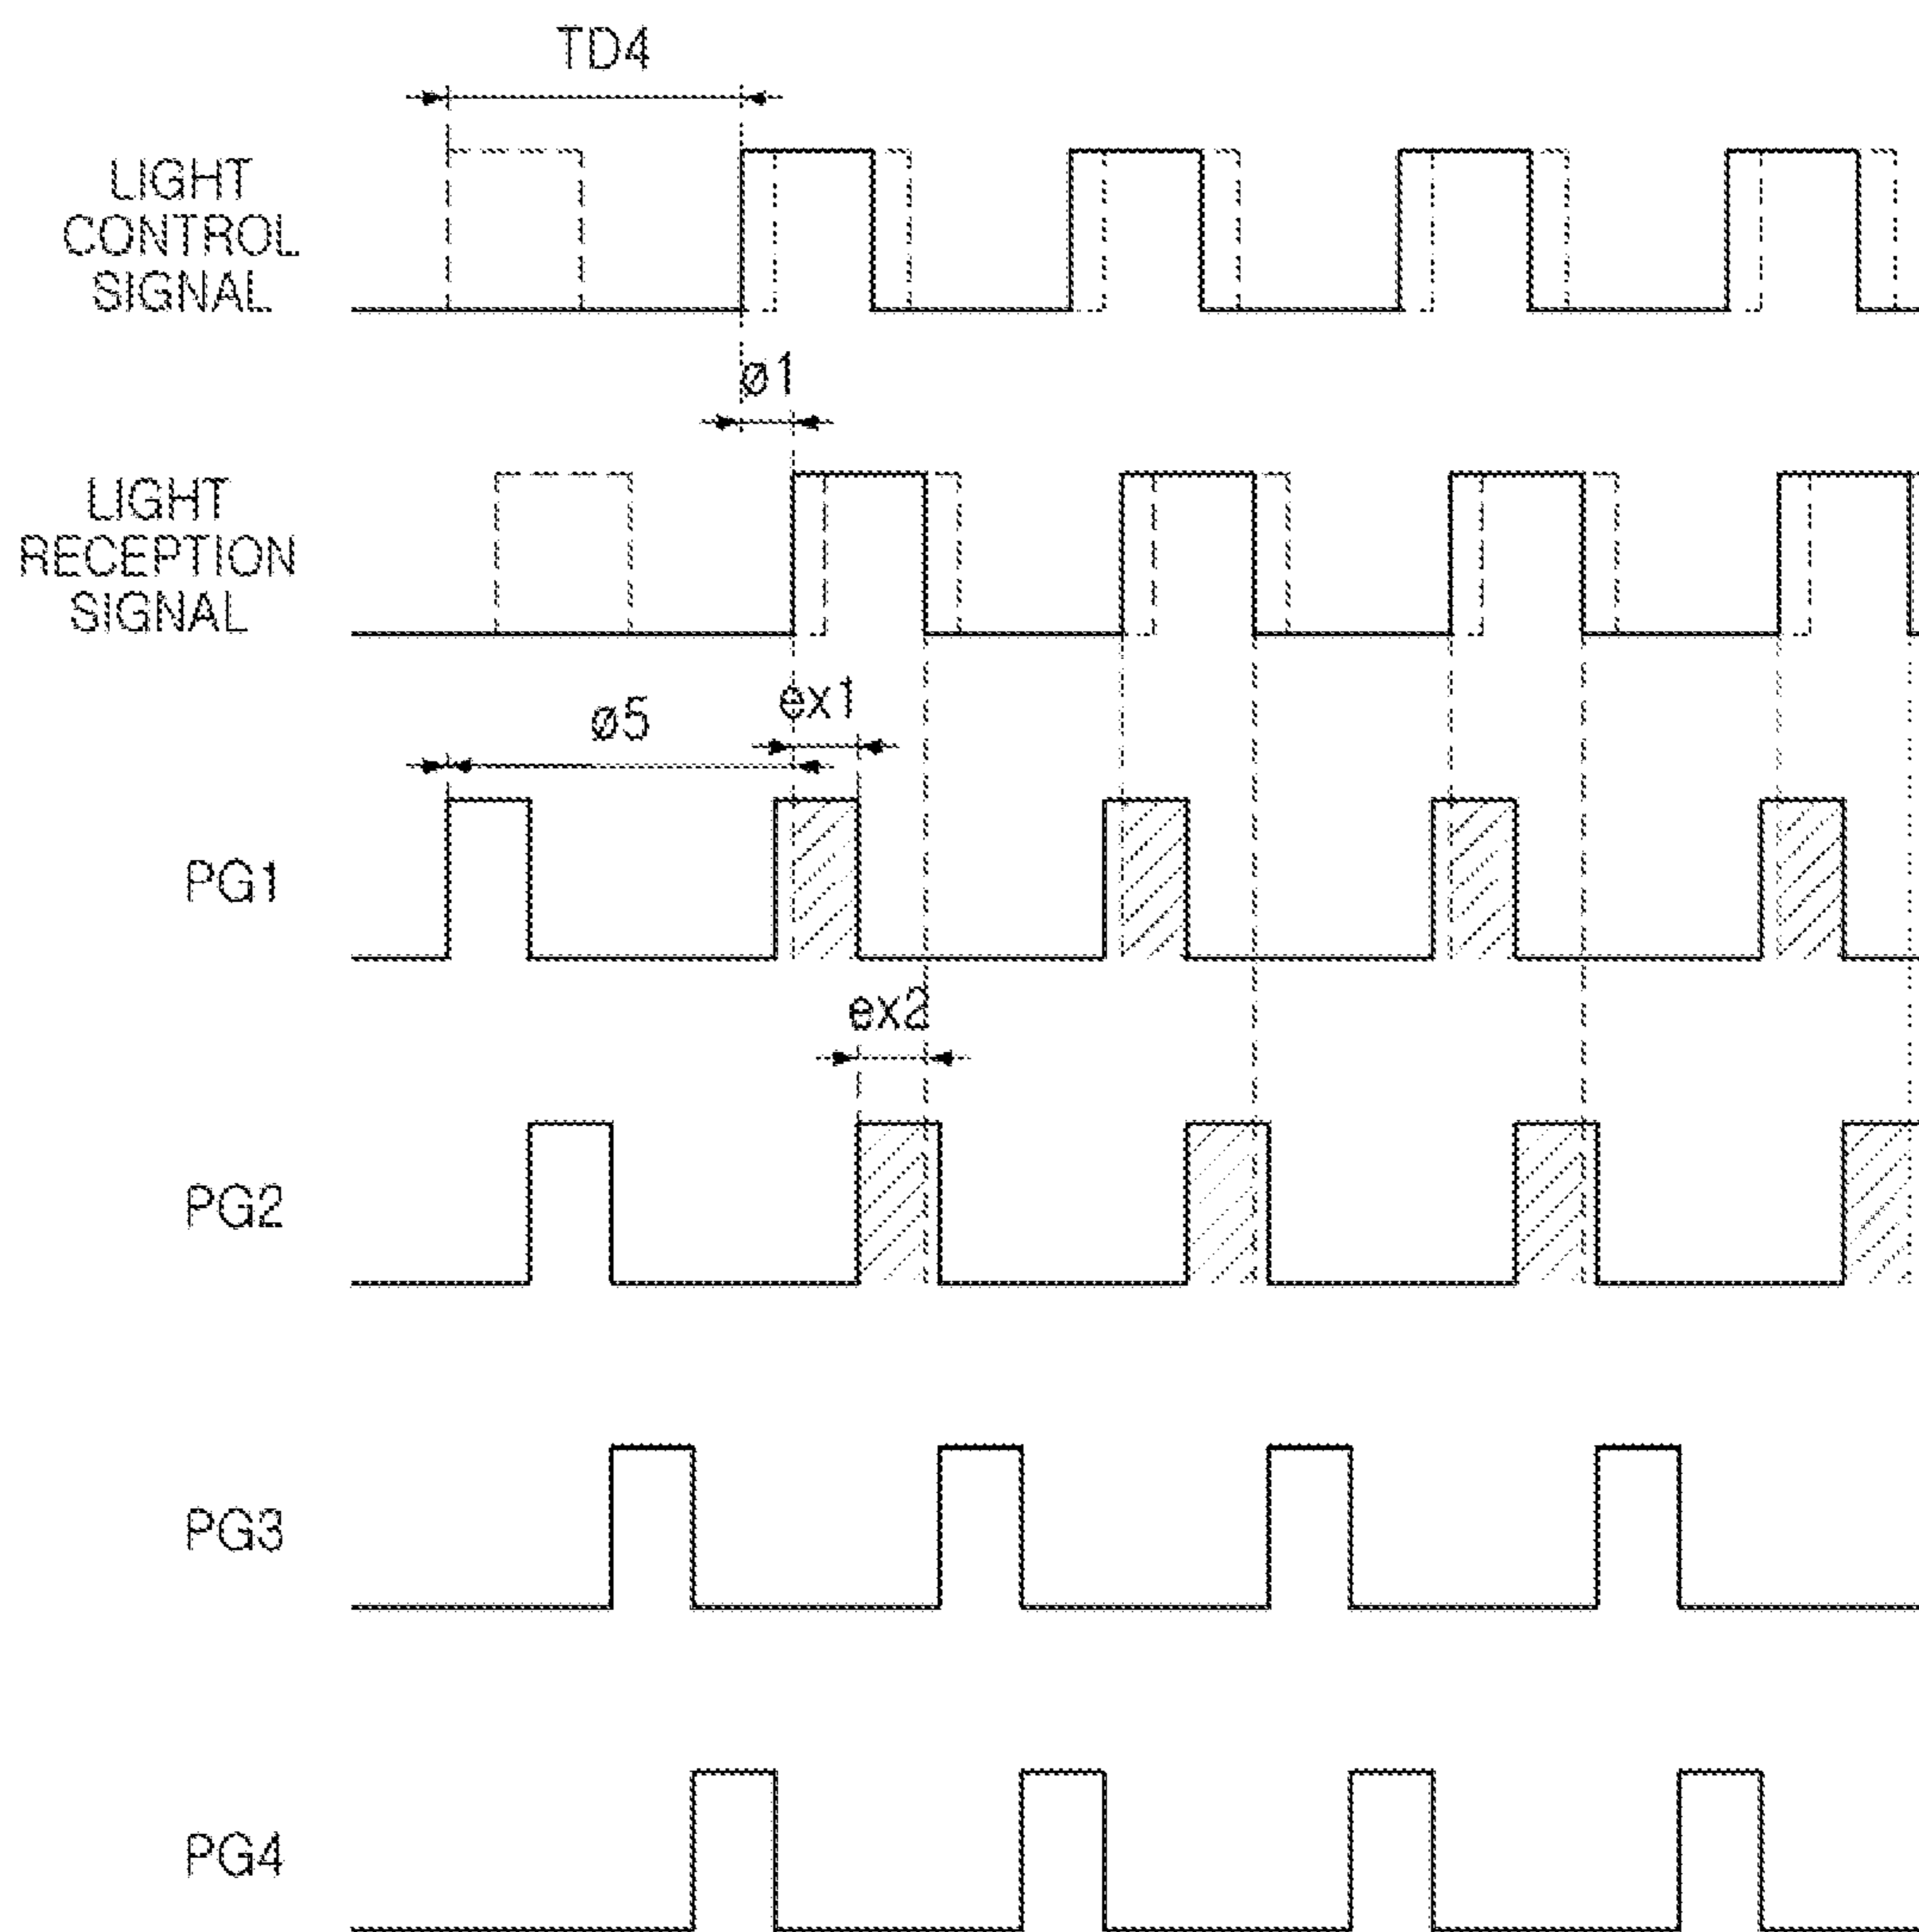 TD4
LIGHT
CONTROL
SIGNAL
ø1
LIGHT
RECEPTION
SIGNAL
ex1
ø5
PG1
ex2
PG2
PG3
PG4